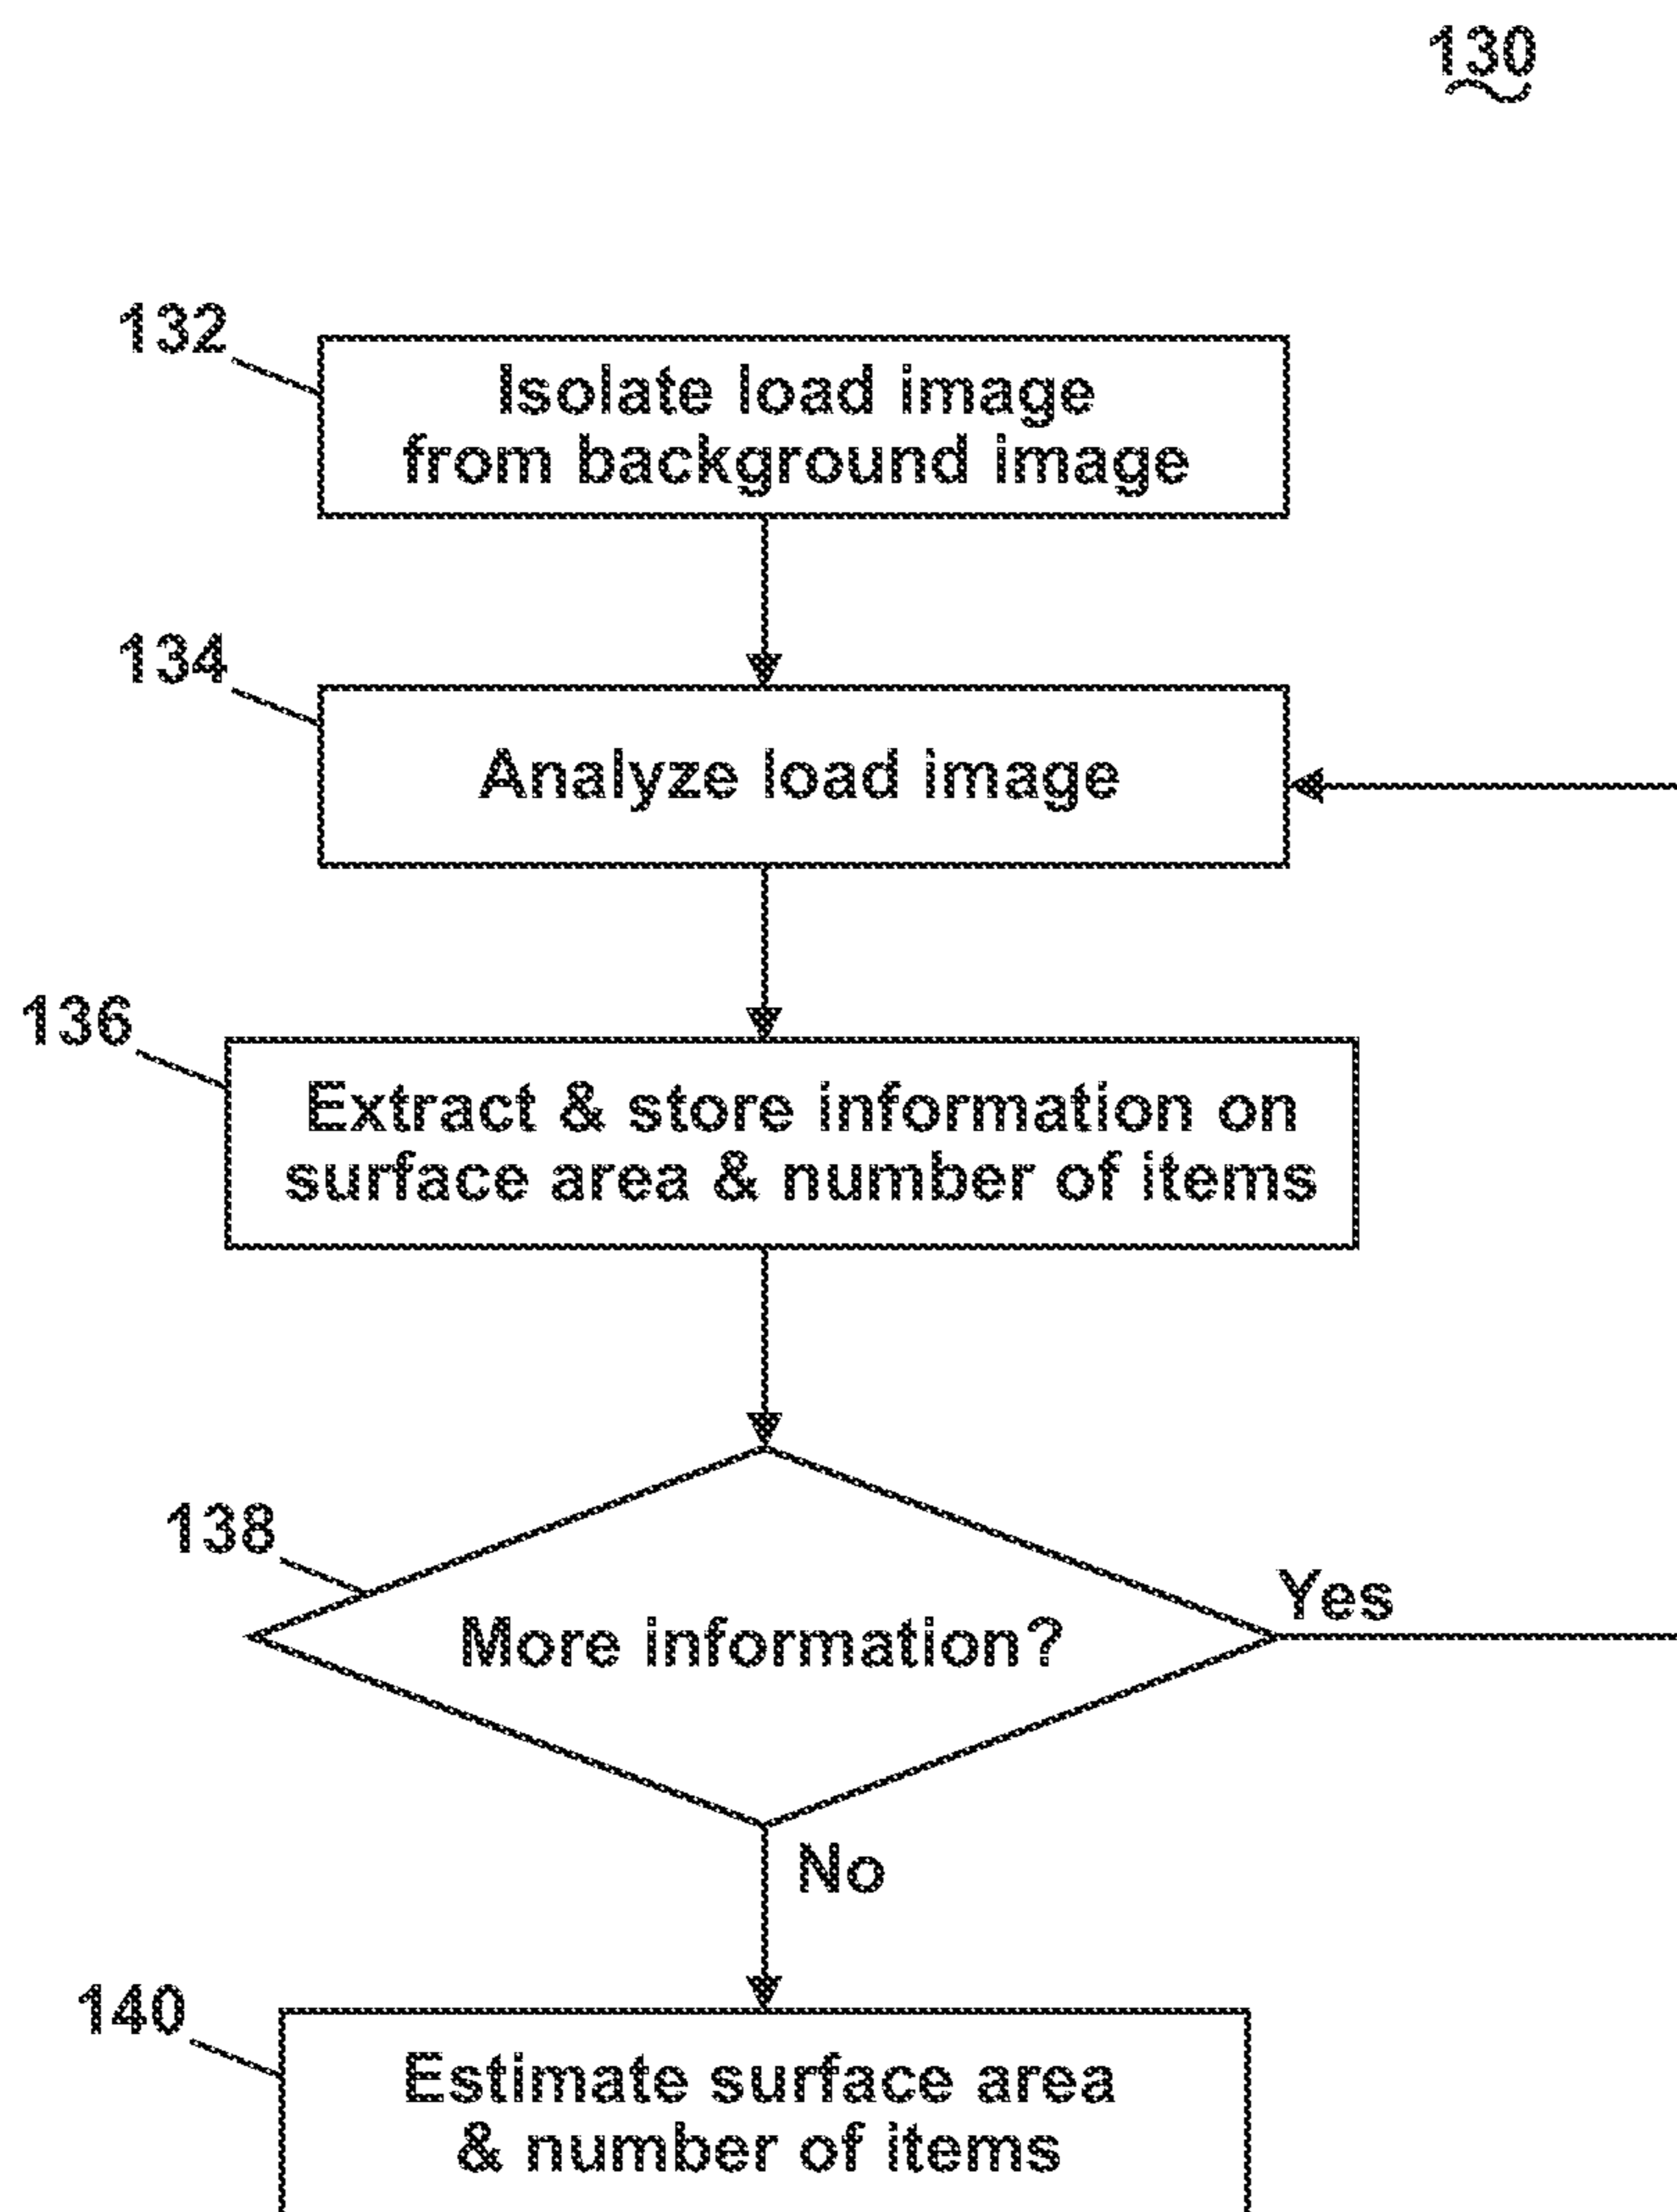 130
132
Isolate load image
from background image
134
Analyze load image
136
Extract & store information on
surface area & number of items
138
More information?
Yes
No
140
Estimate surface area
& number of items